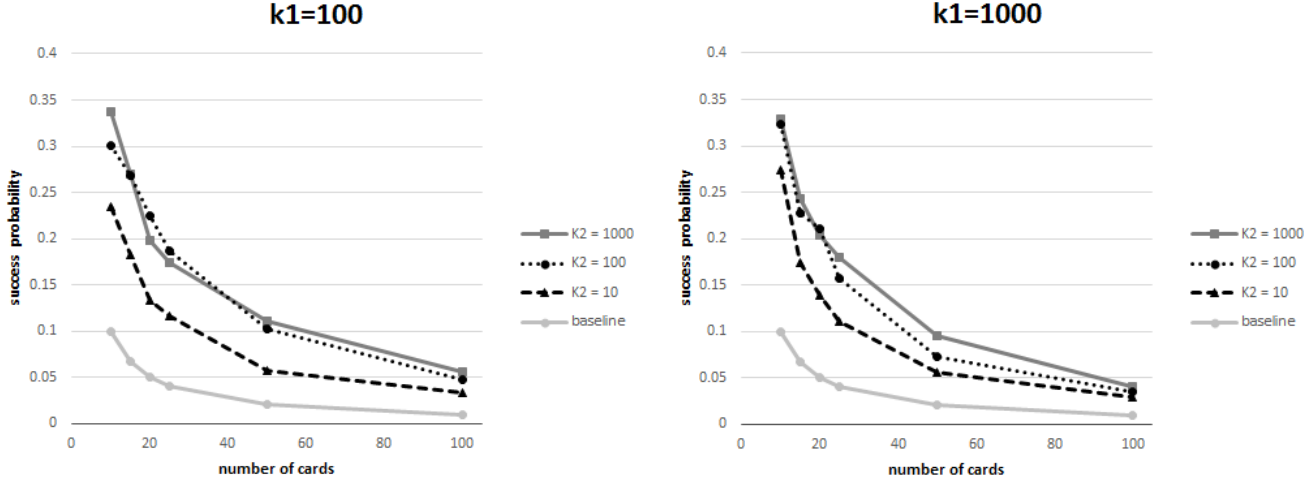 k1=100
0.4
0.35
0.3
0.25
0.2
0.15
0.1
0.05
0
0 20 40 60 80 100
success probability
number of cards
K2 = 1000
K2 = 100
K2 = 10
baseline
k1=1000
0.4
0.35
0.3
0.25
0.2
0.15
0.1
0.05
0
0 20 40 60 80 100
success probability
number of cards
K2 = 1000
K2 = 100
K2 = 10
baseline